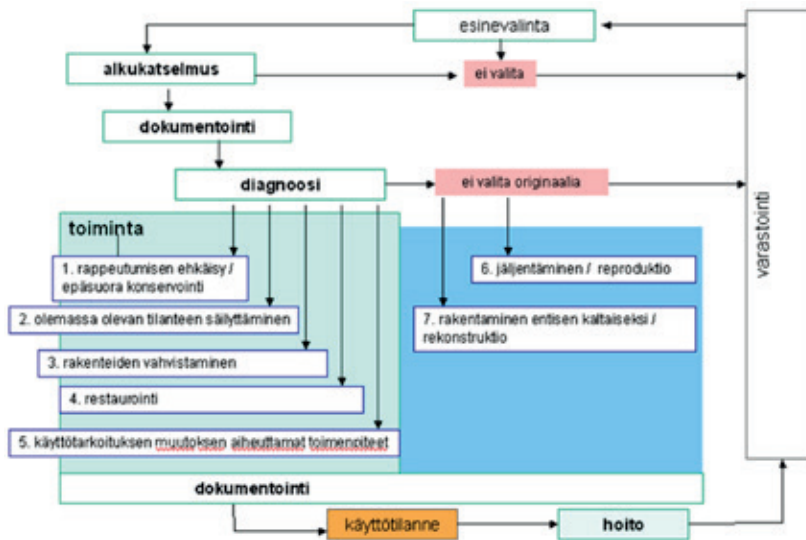 esinevalinta
alkukatselmus
ei valita
dokumentointi
diagnoosi
ei valita originaalia
varastointi
toiminta
1. rappeutumisen ehkäisy /
epäsuora konservointi
6. jäljentäminen / reproduktio
2. olemassa olevan tilanteen säilyttäminen
7. rakentaminen entisen kaltaiseksi /
rekonstruktio
3. rakenteiden vahvistaminen
4. restaurointi
5. käyttötarkoituksen muutoksen aiheuttamat toimenpiteet
dokumentointi
käyttötilanne
hoito